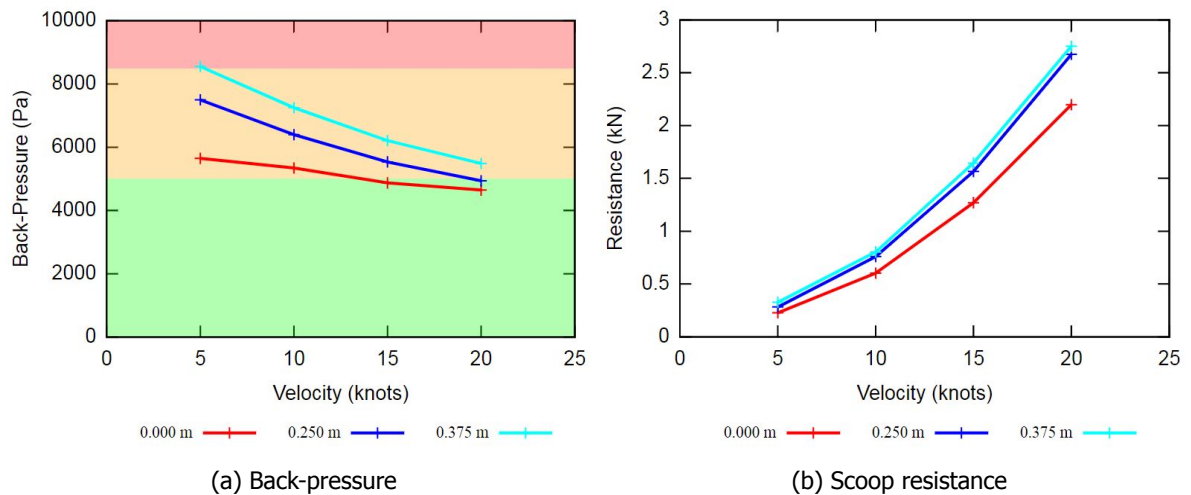 10000
8000
6000
4000
2000
0
Back-Pressure (Pa)
0 5 10 15 20 25
Velocity (knots)
0.000 m 0.250 m 0.375 m
(a) Back-pressure
3
2.5
2
1.5
1
0.5
0
Resistance (kN)
0 5 10 15 20 25
Velocity (knots)
0.000 m 0.250 m 0.375 m
(b) Scoop resistance